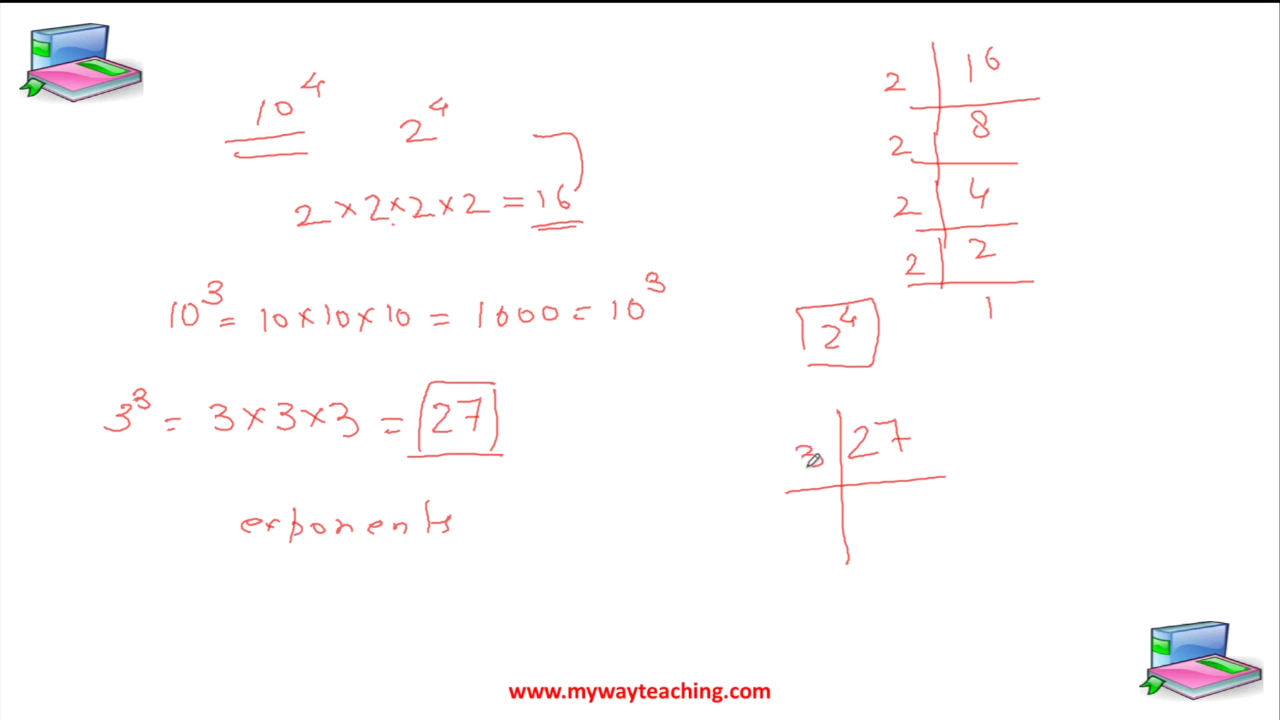 10⁴ 2⁴
2 × 2 × 2 × 2 = 16
10³ = 10 × 10 × 10 = 1000 = 10³
3³ = 3 × 3 × 3 = 27
exponents
2 | 16
2 | 8
2 | 4
2 | 2
1
2⁴
3 | 27
www.mywayteaching.com